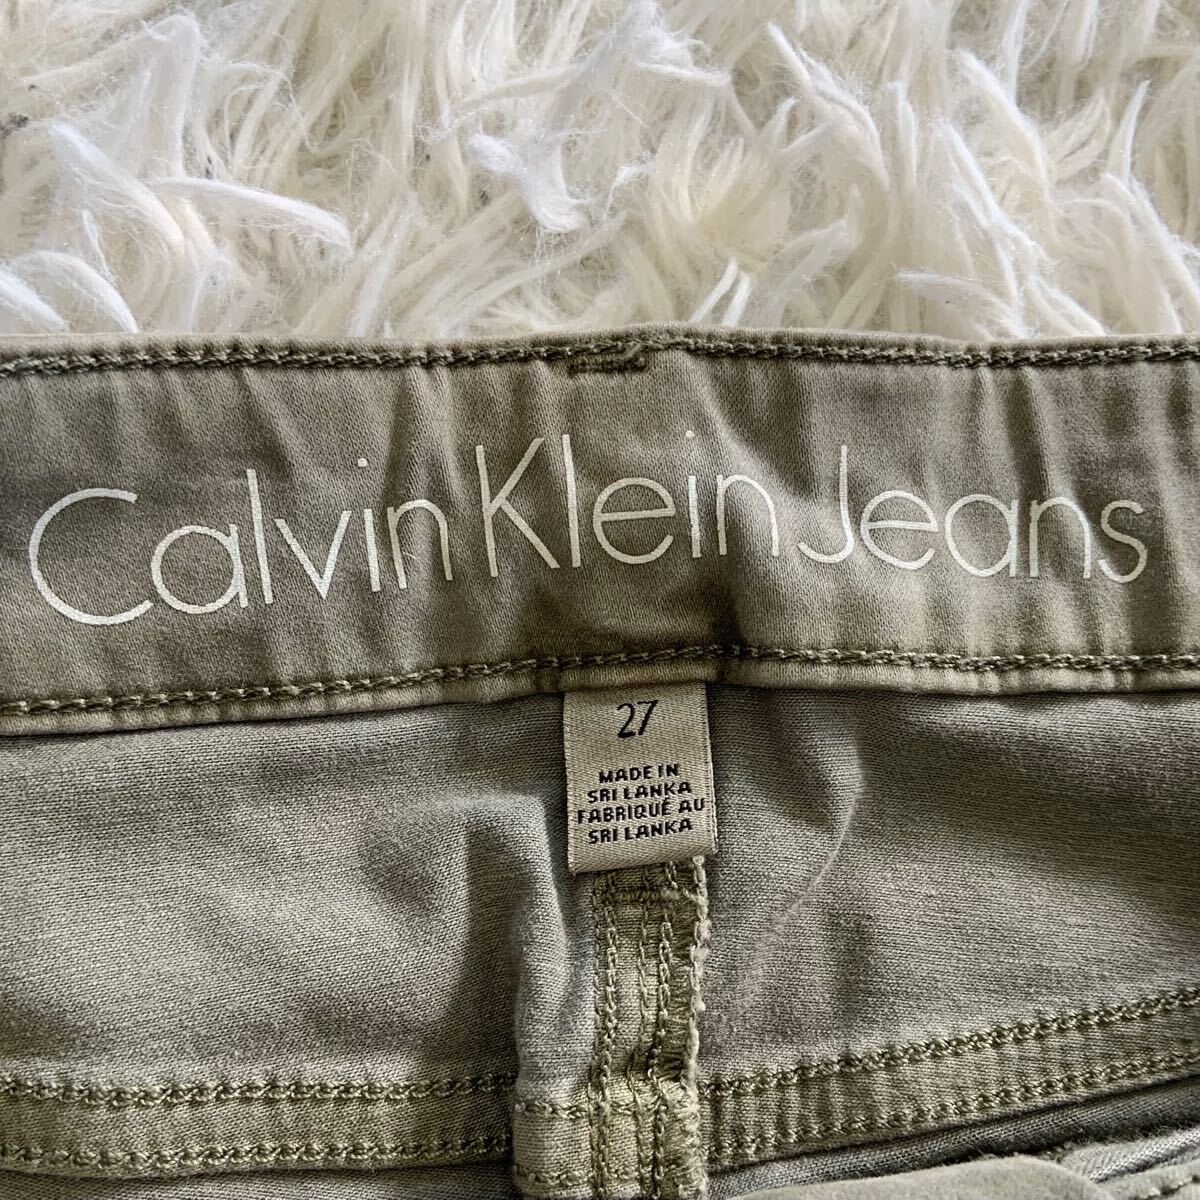 Calvin Klein Jeans
27
MADE IN
SRI LANKA
FABRIQUÉ AU
SRI LANKA